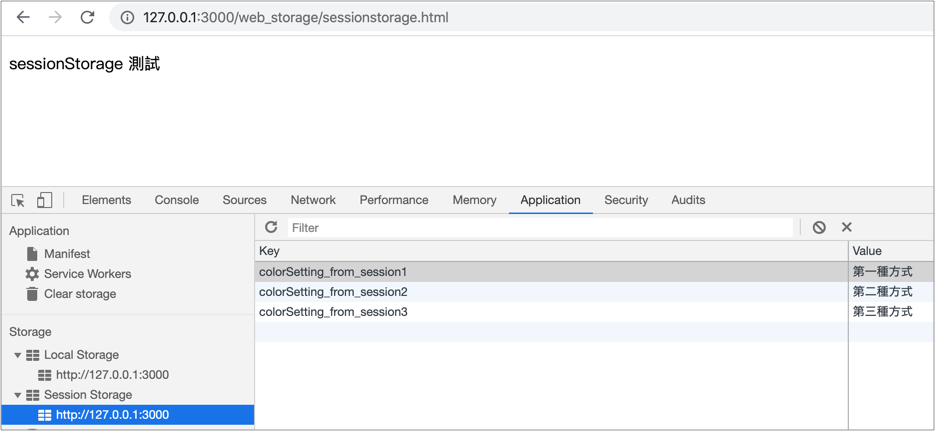 127.0.0.1:3000/web_storage/sessionstorage.html
sessionStorage 測試
Elements Console Sources Network Performance Memory Application Security Audits
Application
Manifest
Service Workers
Clear storage
Storage
Local Storage
http://127.0.0.1:3000
Session Storage
http://127.0.0.1:3000
Filter
Key Value
colorSetting_from_session1 第一種方式
colorSetting_from_session2 第二種方式
colorSetting_from_session3 第三種方式